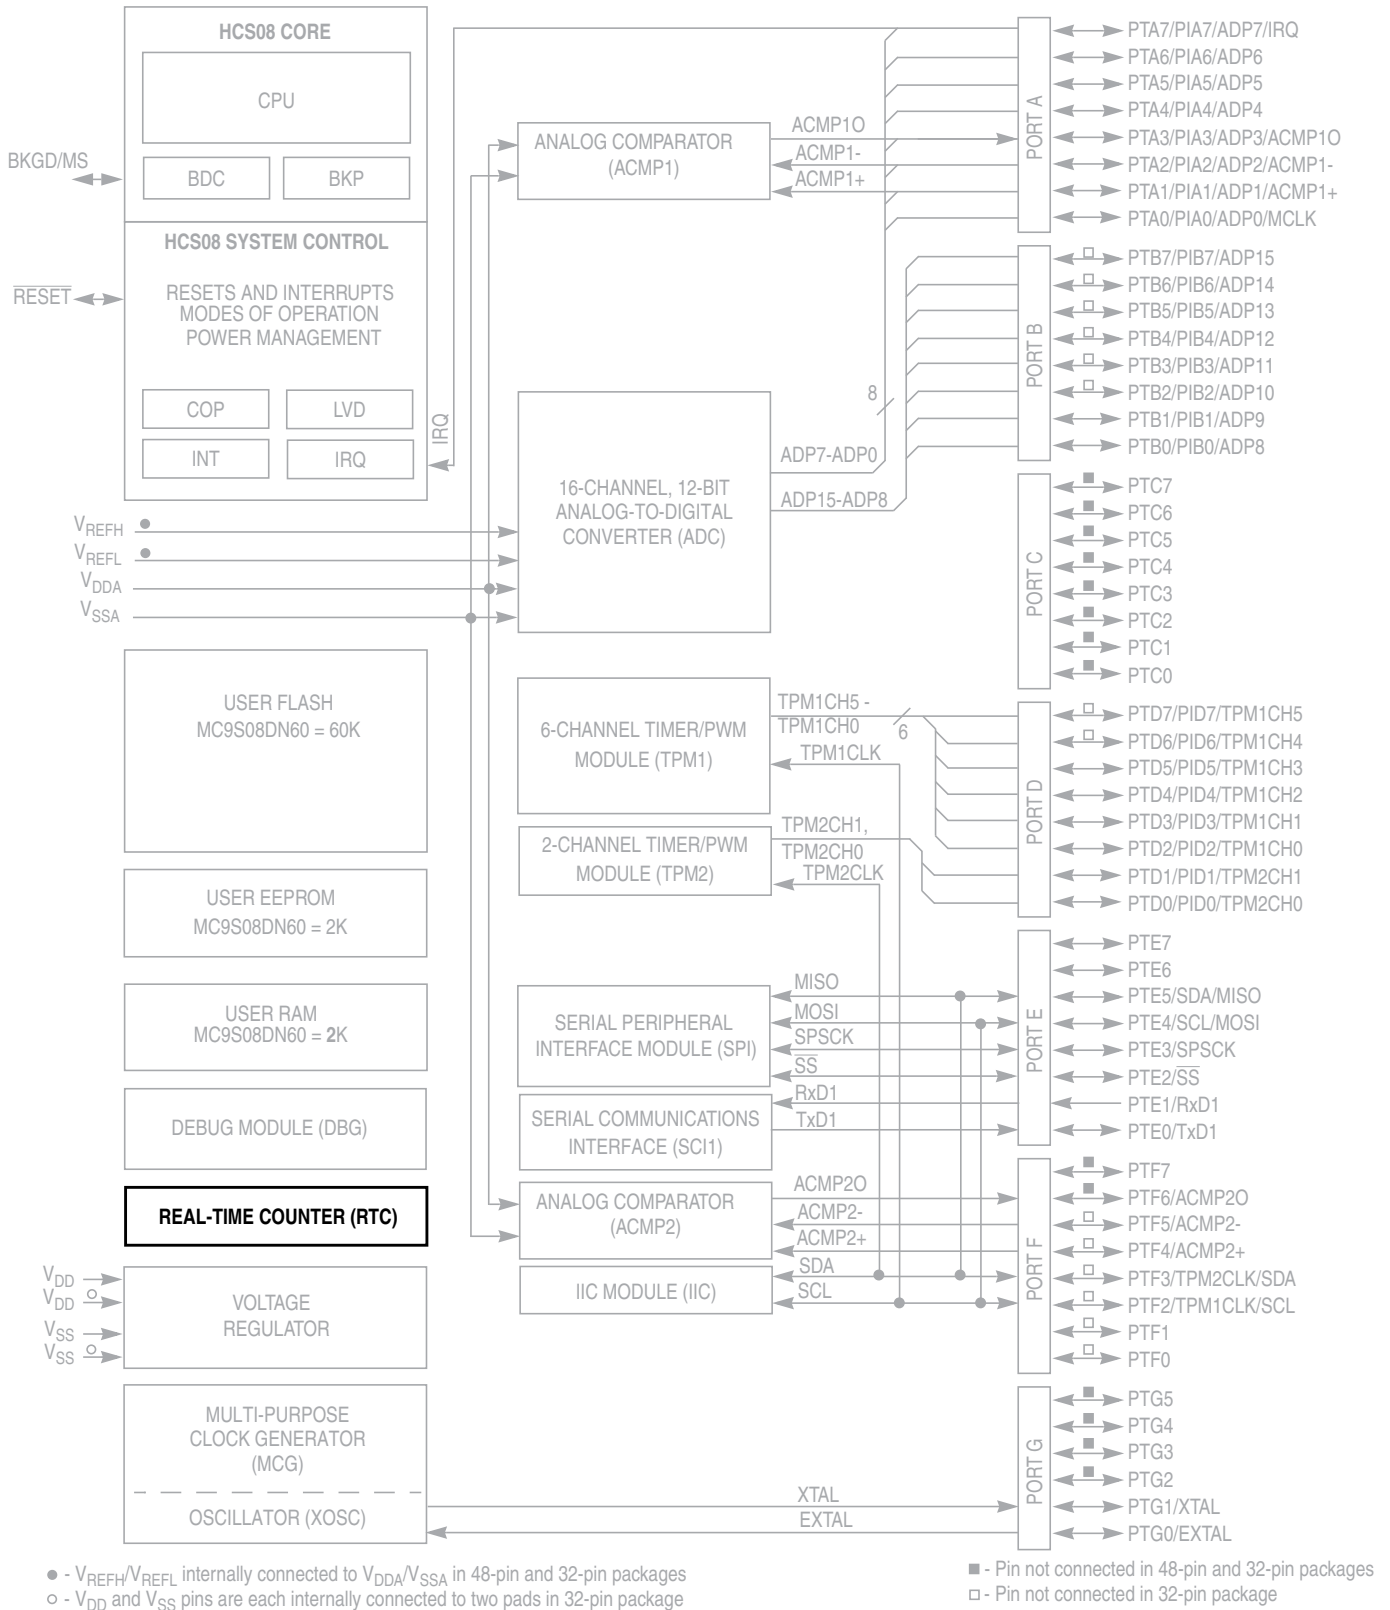 HCS08 CORE
CPU
BDC
BKP
BKGD/MS
HCS08 SYSTEM CONTROL
RESETS AND INTERRUPTS
MODES OF OPERATION
POWER MANAGEMENT
RESET
COP
LVD
INT
IRQ
IRQ
VREFH
VREFL
VDDA
VSSA
USER FLASH
MC9S08DN60 = 60K
USER EEPROM
MC9S08DN60 = 2K
USER RAM
MC9S08DN60 = 2K
DEBUG MODULE (DBG)
REAL-TIME COUNTER (RTC)
VDD
VDD
VSS
VSS
VOLTAGE
REGULATOR
MULTI-PURPOSE
CLOCK GENERATOR
(MCG)
OSCILLATOR (XOSC)
ANALOG COMPARATOR
(ACMP1)
ACMP1O
ACMP1-
ACMP1+
16-CHANNEL, 12-BIT
ANALOG-TO-DIGITAL
CONVERTER (ADC)
8
ADP7-ADP0
ADP15-ADP8
6-CHANNEL TIMER/PWM
MODULE (TPM1)
TPM1CH5 -
TPM1CH0
6
TPM1CLK
2-CHANNEL TIMER/PWM
MODULE (TPM2)
TPM2CH1,
TPM2CH0
TPM2CLK
SERIAL PERIPHERAL
INTERFACE MODULE (SPI)
MISO
MOSI
SPSCK
SS
SERIAL COMMUNICATIONS
INTERFACE (SCI1)
RxD1
TxD1
ANALOG COMPARATOR
(ACMP2)
ACMP2O
ACMP2-
ACMP2+
IIC MODULE (IIC)
SDA
SCL
XTAL
EXTAL
PORT A
PTA7/PIA7/ADP7/IRQ
PTA6/PIA6/ADP6
PTA5/PIA5/ADP5
PTA4/PIA4/ADP4
PTA3/PIA3/ADP3/ACMP1O
PTA2/PIA2/ADP2/ACMP1-
PTA1/PIA1/ADP1/ACMP1+
PTA0/PIA0/ADP0/MCLK
PORT B
PTB7/PIB7/ADP15
PTB6/PIB6/ADP14
PTB5/PIB5/ADP13
PTB4/PIB4/ADP12
PTB3/PIB3/ADP11
PTB2/PIB2/ADP10
PTB1/PIB1/ADP9
PTB0/PIB0/ADP8
PORT C
PTC7
PTC6
PTC5
PTC4
PTC3
PTC2
PTC1
PTC0
PORT D
PTD7/PID7/TPM1CH5
PTD6/PID6/TPM1CH4
PTD5/PID5/TPM1CH3
PTD4/PID4/TPM1CH2
PTD3/PID3/TPM1CH1
PTD2/PID2/TPM1CH0
PTD1/PID1/TPM2CH1
PTD0/PID0/TPM2CH0
PORT E
PTE7
PTE6
PTE5/SDA/MISO
PTE4/SCL/MOSI
PTE3/SPSCK
PTE2/SS
PTE1/RxD1
PTE0/TxD1
PORT F
PTF7
PTF6/ACMP2O
PTF5/ACMP2-
PTF4/ACMP2+
PTF3/TPM2CLK/SDA
PTF2/TPM1CLK/SCL
PTF1
PTF0
PORT G
PTG5
PTG4
PTG3
PTG2
PTG1/XTAL
PTG0/EXTAL
● - VREFH/VREFL internally connected to VDDA/VSSA in 48-pin and 32-pin packages
○ - VDD and VSS pins are each internally connected to two pads in 32-pin package
■ - Pin not connected in 48-pin and 32-pin packages
□ - Pin not connected in 32-pin package